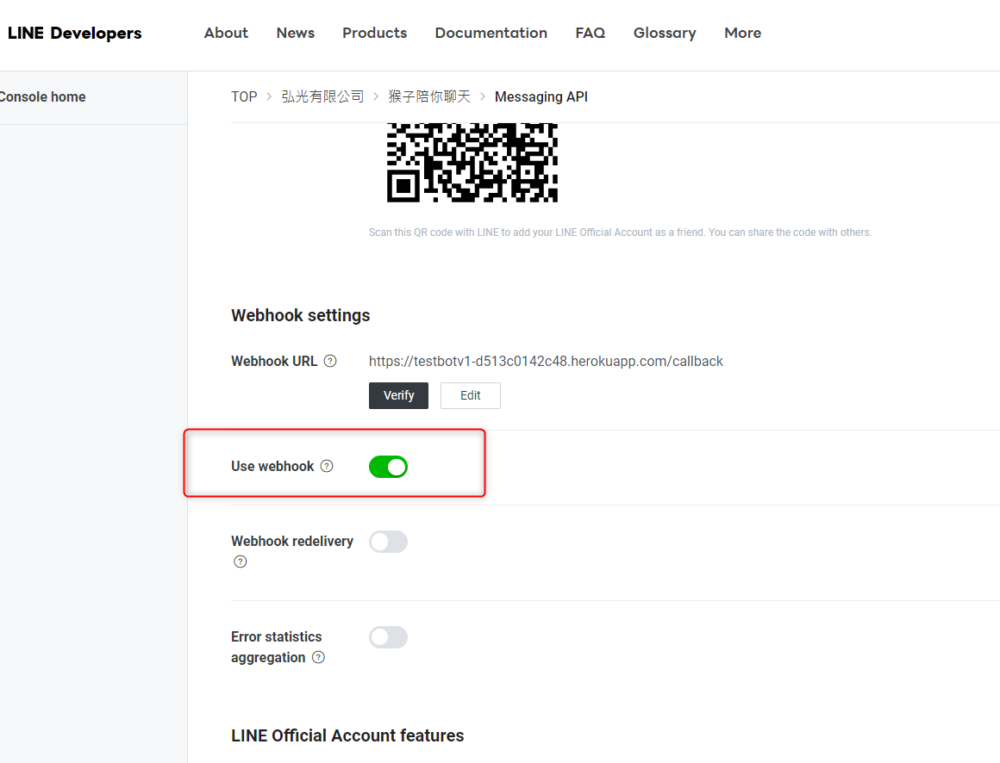 LINE Developers
About News Products Documentation FAQ Glossary More
Console home
TOP > 弘光有限公司 > 猴子陪你聊天 > Messaging API
Scan this QR code with LINE to add your LINE Official Account as a friend. You can share the code with others.
Webhook settings
Webhook URL ?
https://testbotv1-d513c0142c48.herokuapp.com/callback
Verify Edit
Use webhook ?
Webhook redelivery
?
Error statistics
aggregation ?
LINE Official Account features